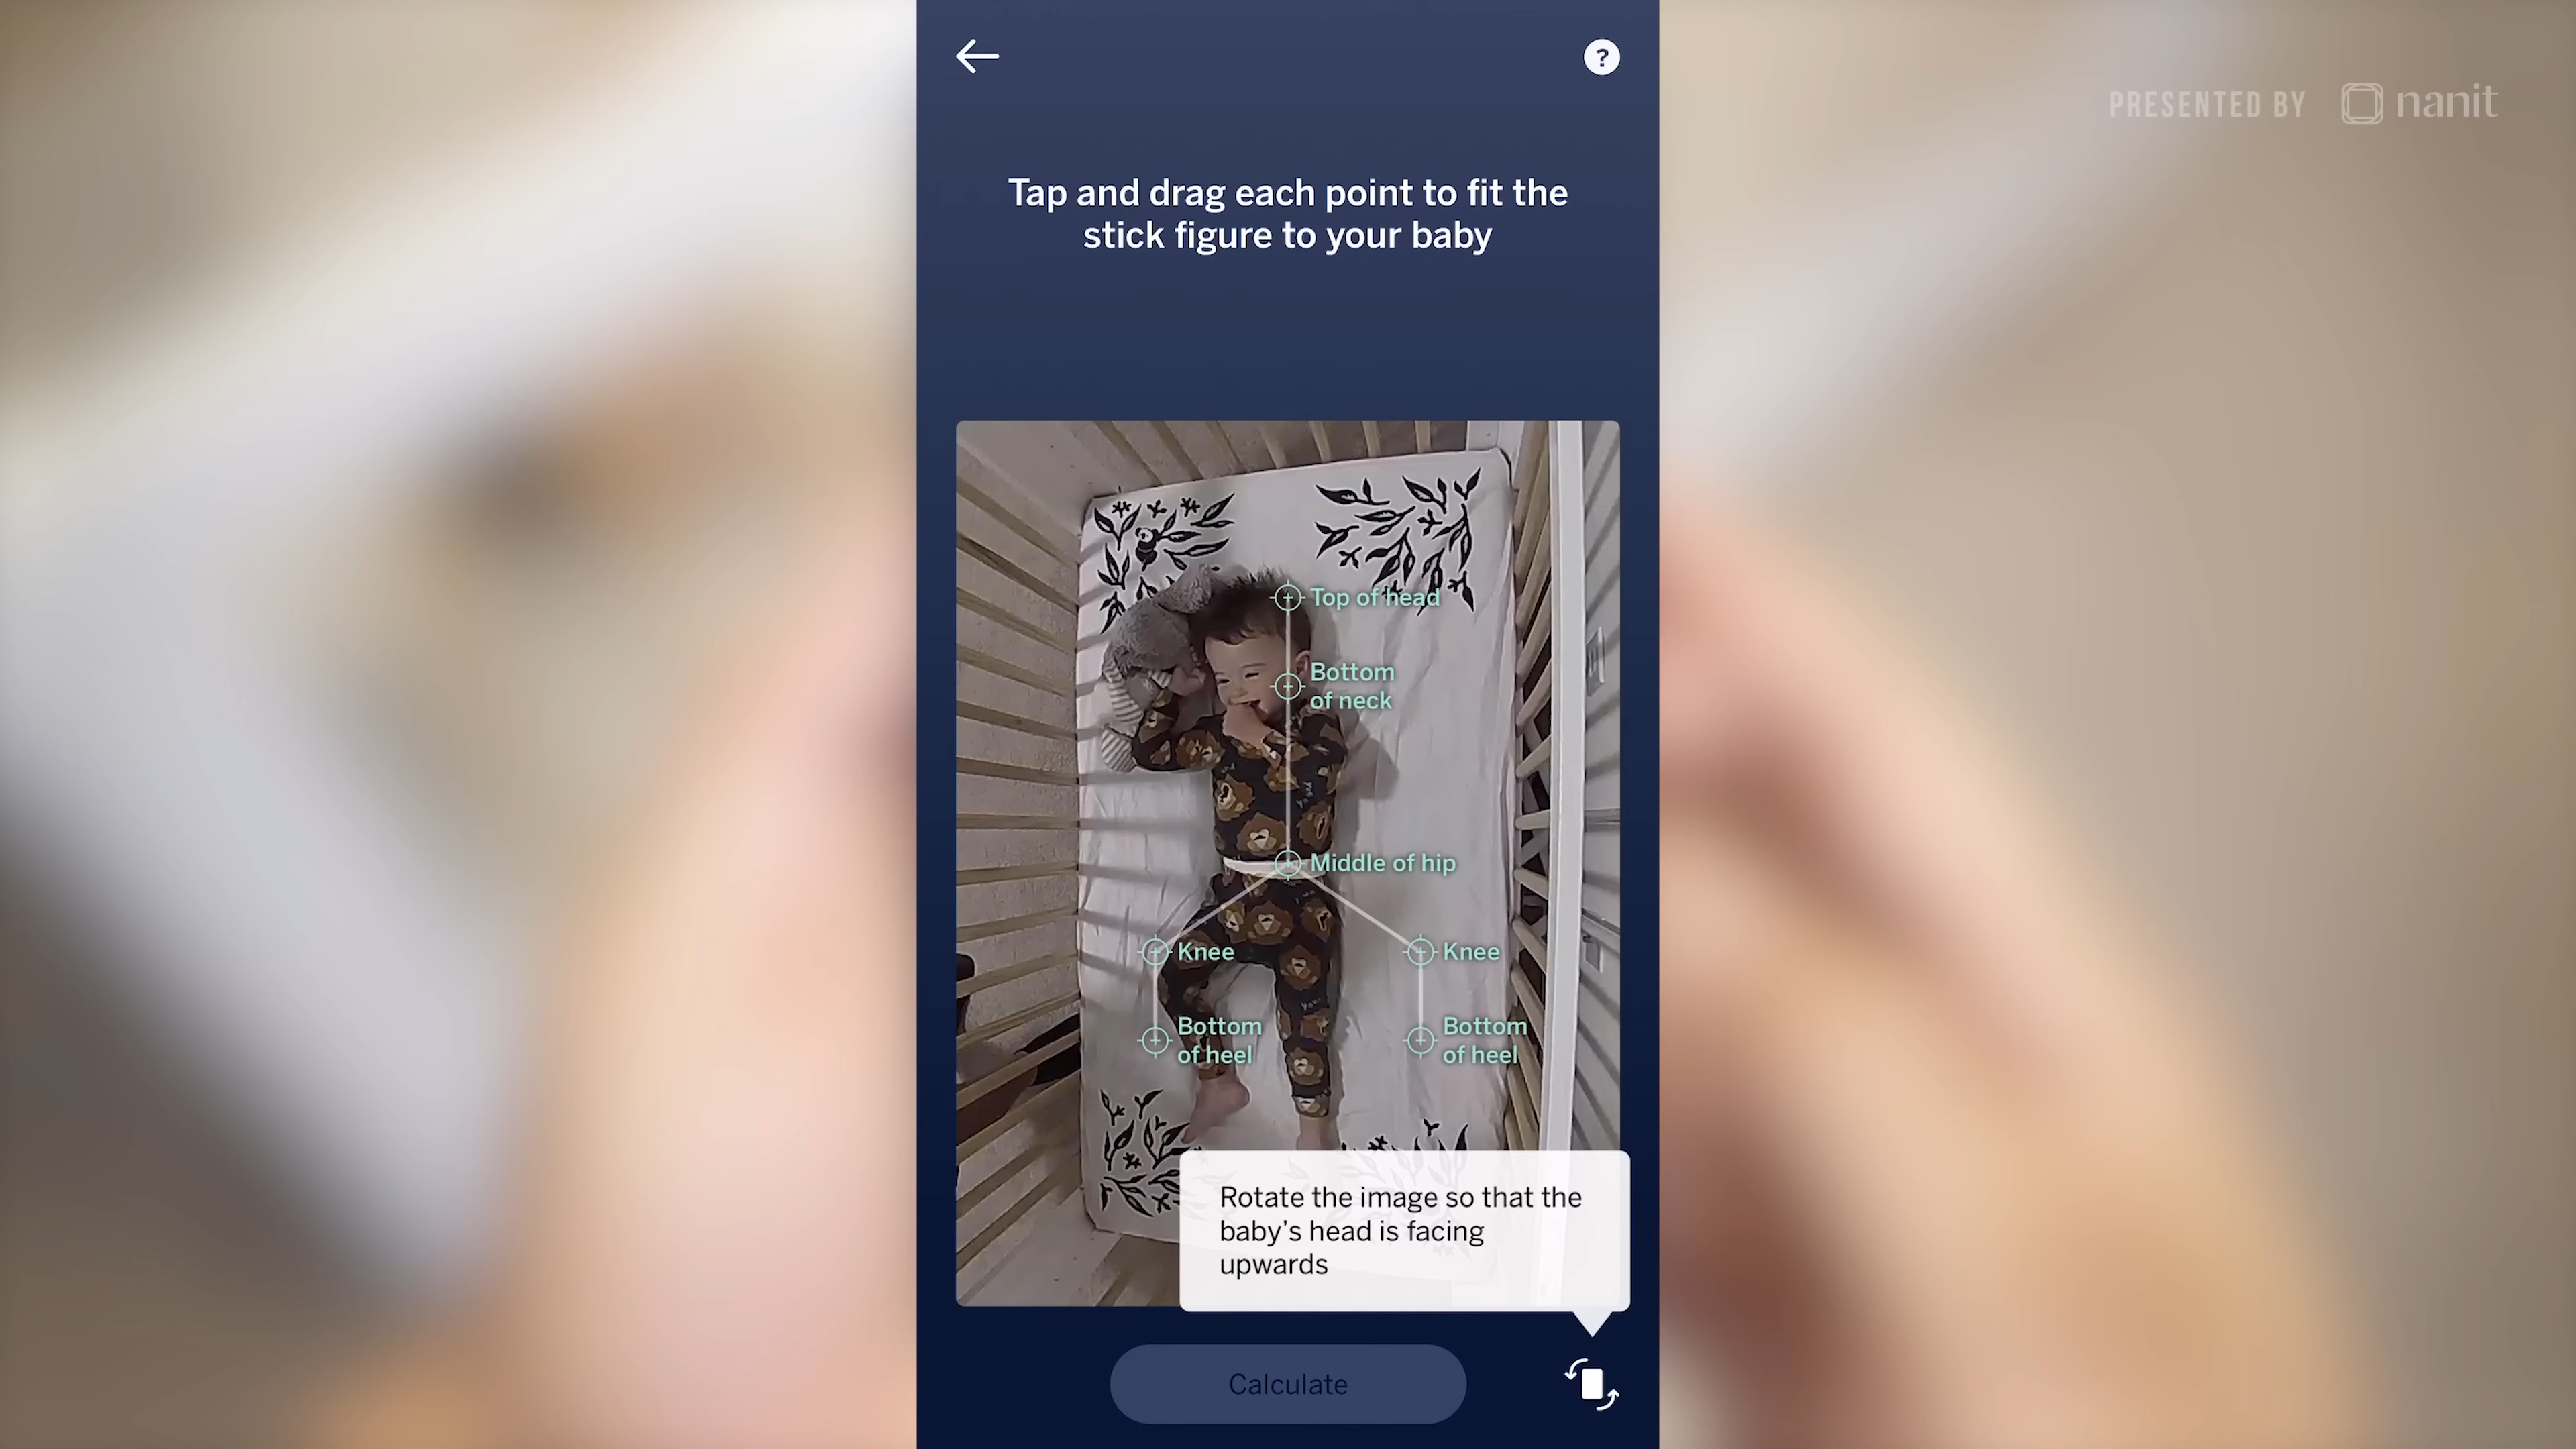 PRESENTED BY nanit
?
Tap and drag each point to fit the
stick figure to your baby
Top of head
Bottom
of neck
Middle of hip
Knee
Knee
Bottom
of heel
Bottom
of heel
Rotate the image so that the
baby's head is facing
upwards
Calculate